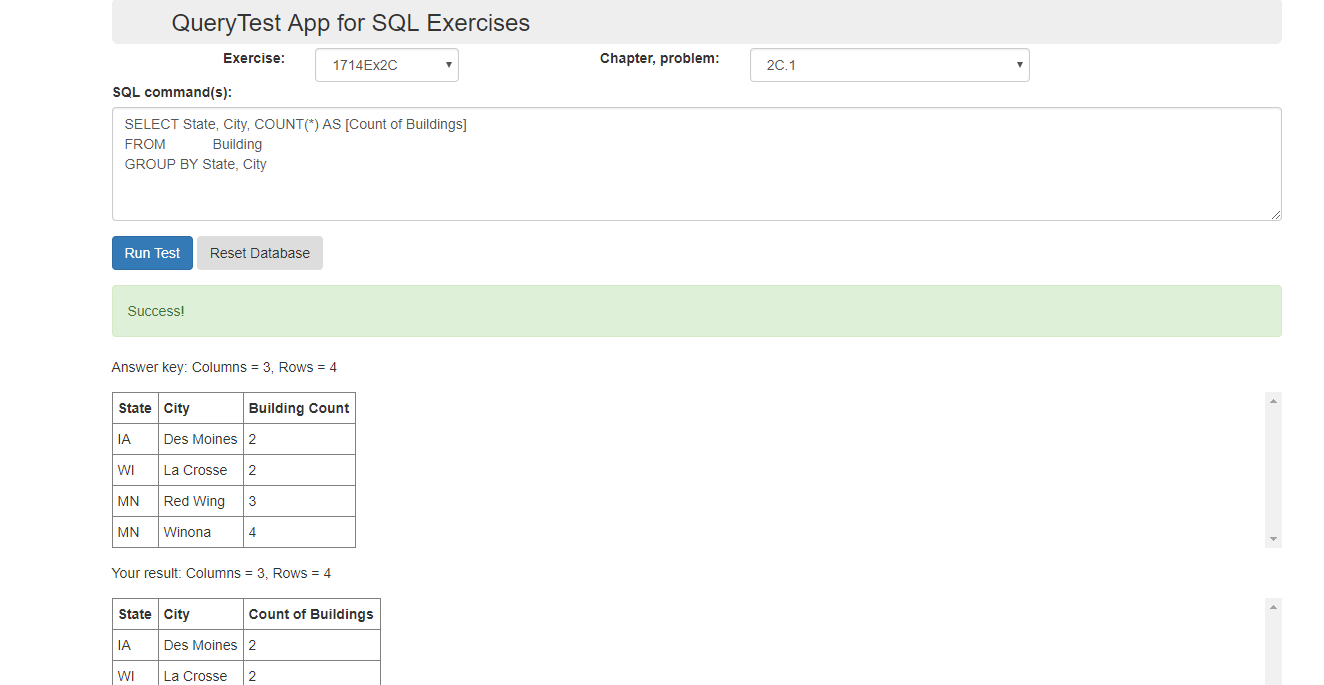 QueryTest App for SQL Exercises
Exercise: 1714Ex2C Chapter, problem: 2C.1
SQL command(s):
SELECT State, City, COUNT(*) AS [Count of Buildings]
FROM Building
GROUP BY State, City
Run Test Reset Database
Success!
Answer key: Columns = 3, Rows = 4
State City Building Count
IA Des Moines 2
WI La Crosse 2
MN Red Wing 3
MN Winona 4
Your result: Columns = 3, Rows = 4
State City Count of Buildings
IA Des Moines 2
WI La Crosse 2